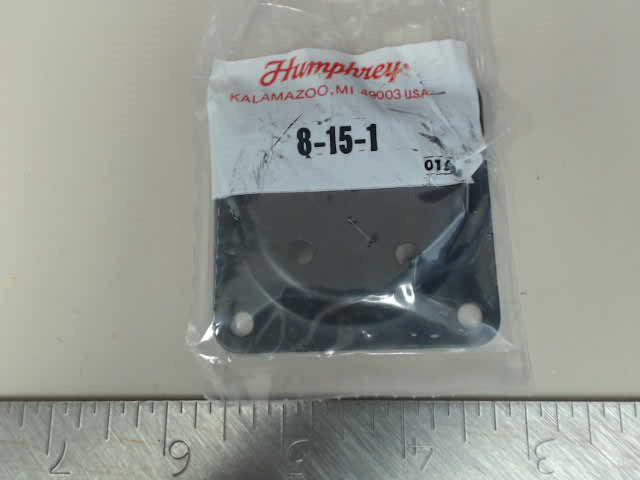 Humphrey
KALAMAZOO, MI 49003 USA
8-15-1
7 6 5 4 3